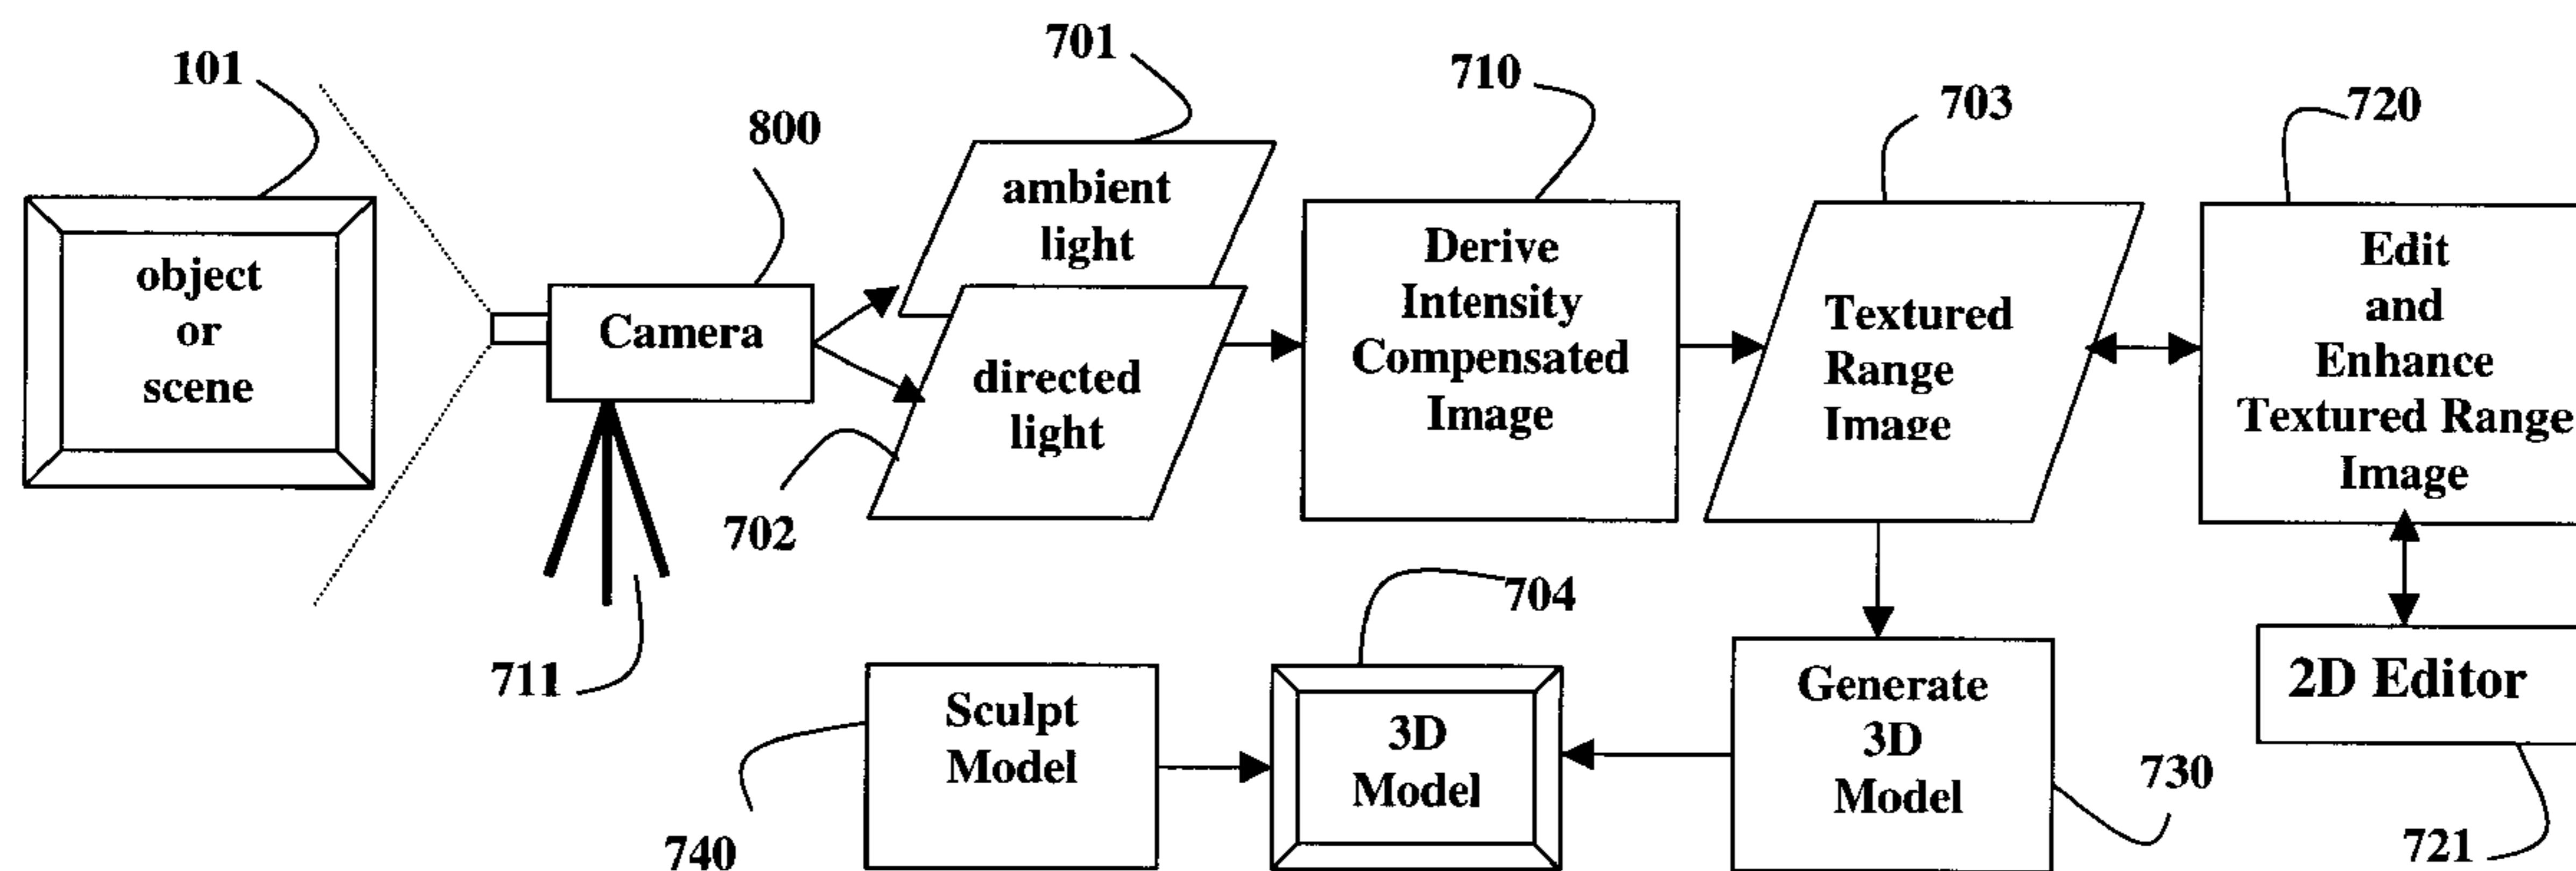 101
701
710
703
720
800
object
or
scene
Camera
ambient
light
directed
light
Derive
Intensity
Compensated
Image
Textured
Range
Image
Edit
and
Enhance
Textured Range
Image
702
711
704
740
Sculpt
Model
3D
Model
Generate
3D
Model
730
2D Editor
721